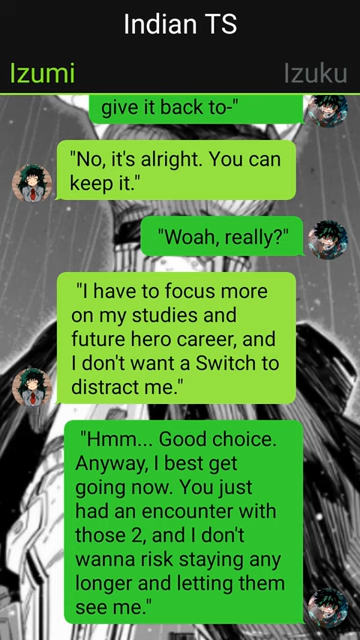 Indian TS
Izumi
Izuku
give it back to-"
"No, it's alright. You can
keep it."
"Woah, really?"
"I have to focus more
on my studies and
future hero career, and
I don't want a Switch to
distract me."
"Hmm... Good choice.
Anyway, I best get
going now. You just
had an encounter with
those 2, and I don't
wanna risk staying any
longer and letting them
see me."